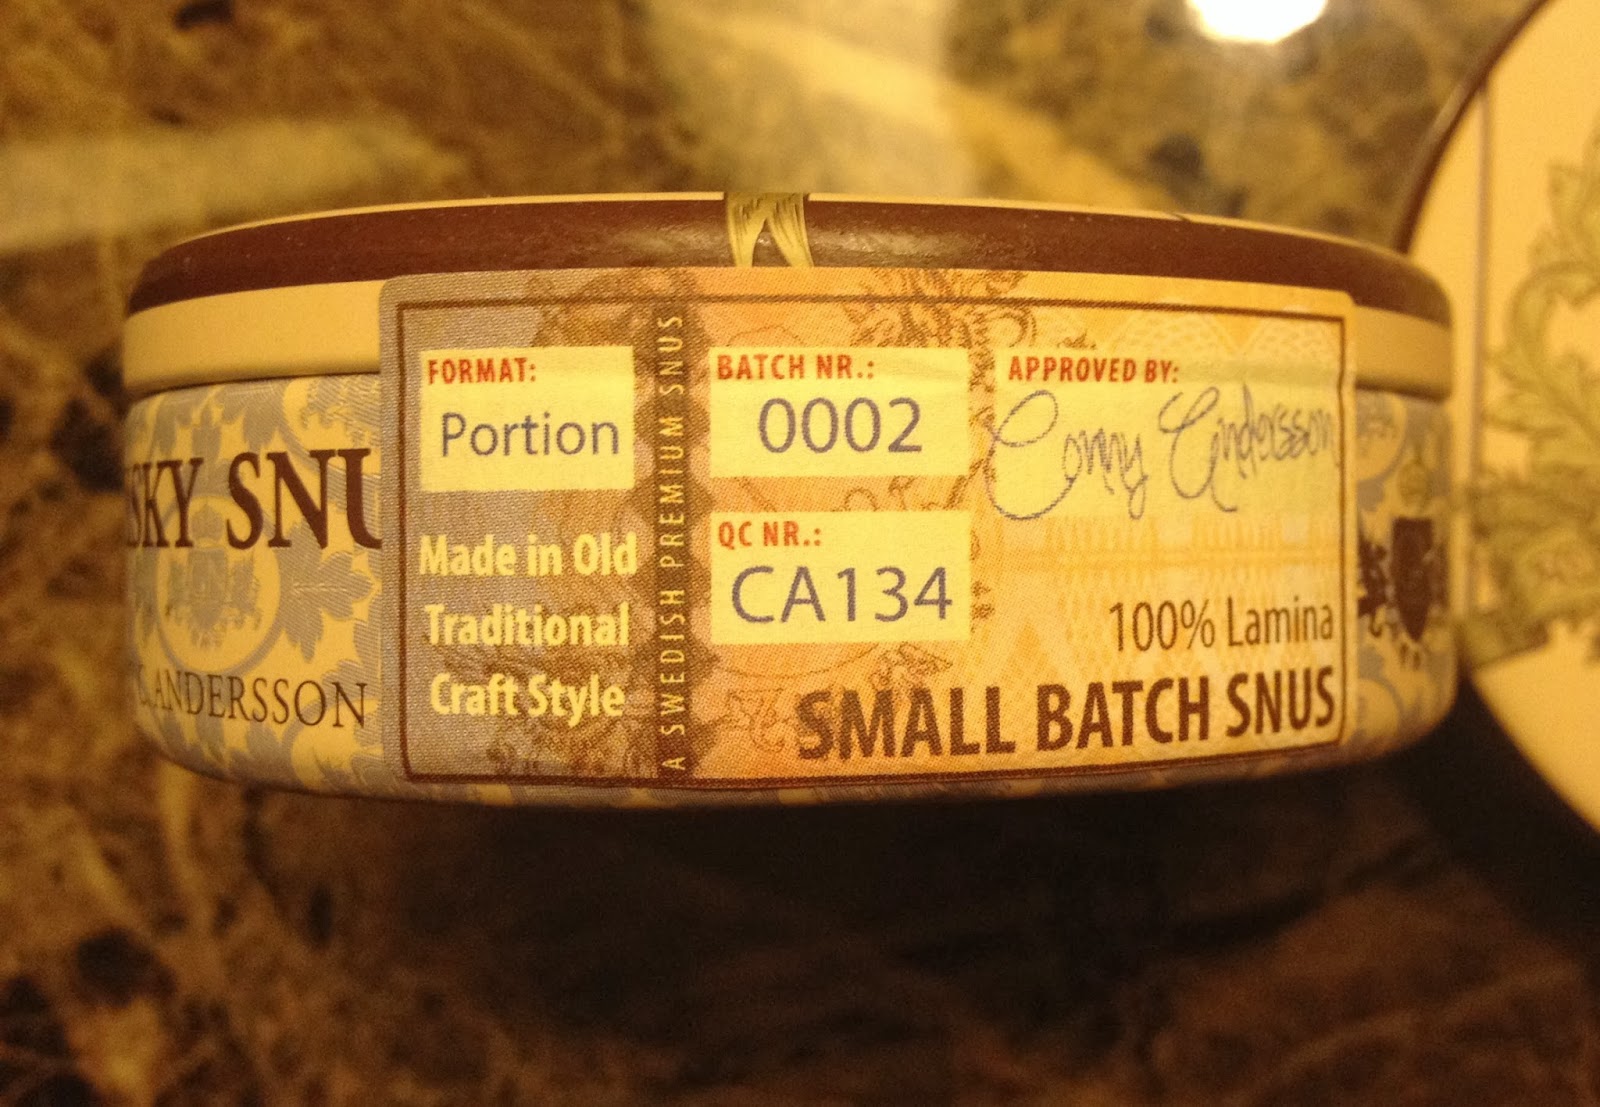 SKY SNU
ANDERSSON
FORMAT:
Portion
Made in Old
Traditional
Craft Style
A SWEDISH PREMIUM SNUS
BATCH NR.:
0002
QC NR.:
CA134
APPROVED BY:
Conny Andersson
100% Lamina
SMALL BATCH SNUS